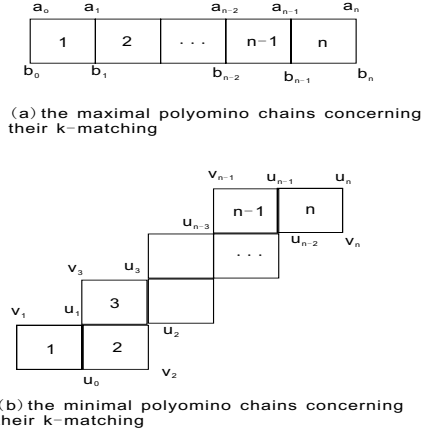 a₀ a₁ aₙ₋₂ aₙ₋₁ aₙ
1 2 ... n-1 n
b₀ b₁ bₙ₋₂ bₙ₋₁ bₙ
(a) the maximal polyomino chains concerning
their k-matching
vₙ₋₁ uₙ₋₁ uₙ
n-1 n
uₙ₋₃ uₙ₋₂ vₙ
v₃ u₃ ...
u₁ 3
v₁ u₂
1 2
u₀ v₂
(b) the minimal polyomino chains concerning
heir k-matching